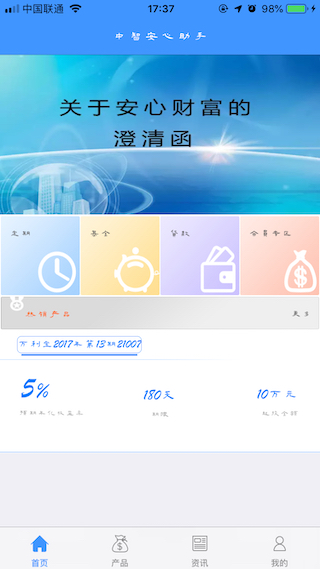 中国联通 17:37 98%
中智安心助手
关于安心财富的
澄清函
定期 基金 贷款 会员专区
热销产品 更多
万利宝2017年第13期21007
5% 180天 10万元
预期年化收益率 期限 起投金额
首页 产品 资讯 我的